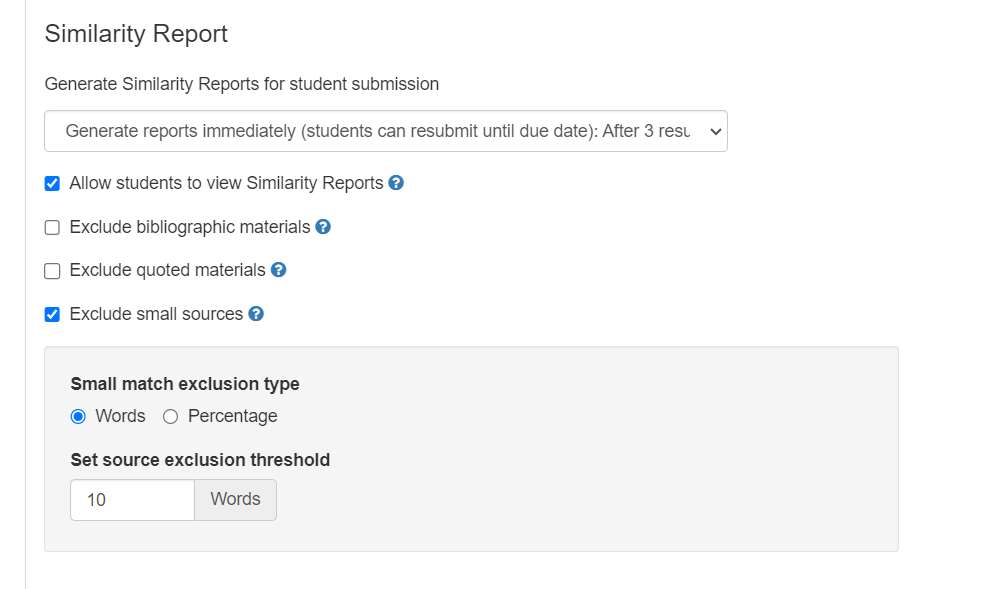 Similarity Report
Generate Similarity Reports for student submission
Generate reports immediately (students can resubmit until due date): After 3
Allow students to view Similarity Reports ?
Exclude bibliographic materials ?
Exclude quoted materials ?
Exclude small sources ?
Small match exclusion type
Words Percentage
Set source exclusion threshold
10 Words